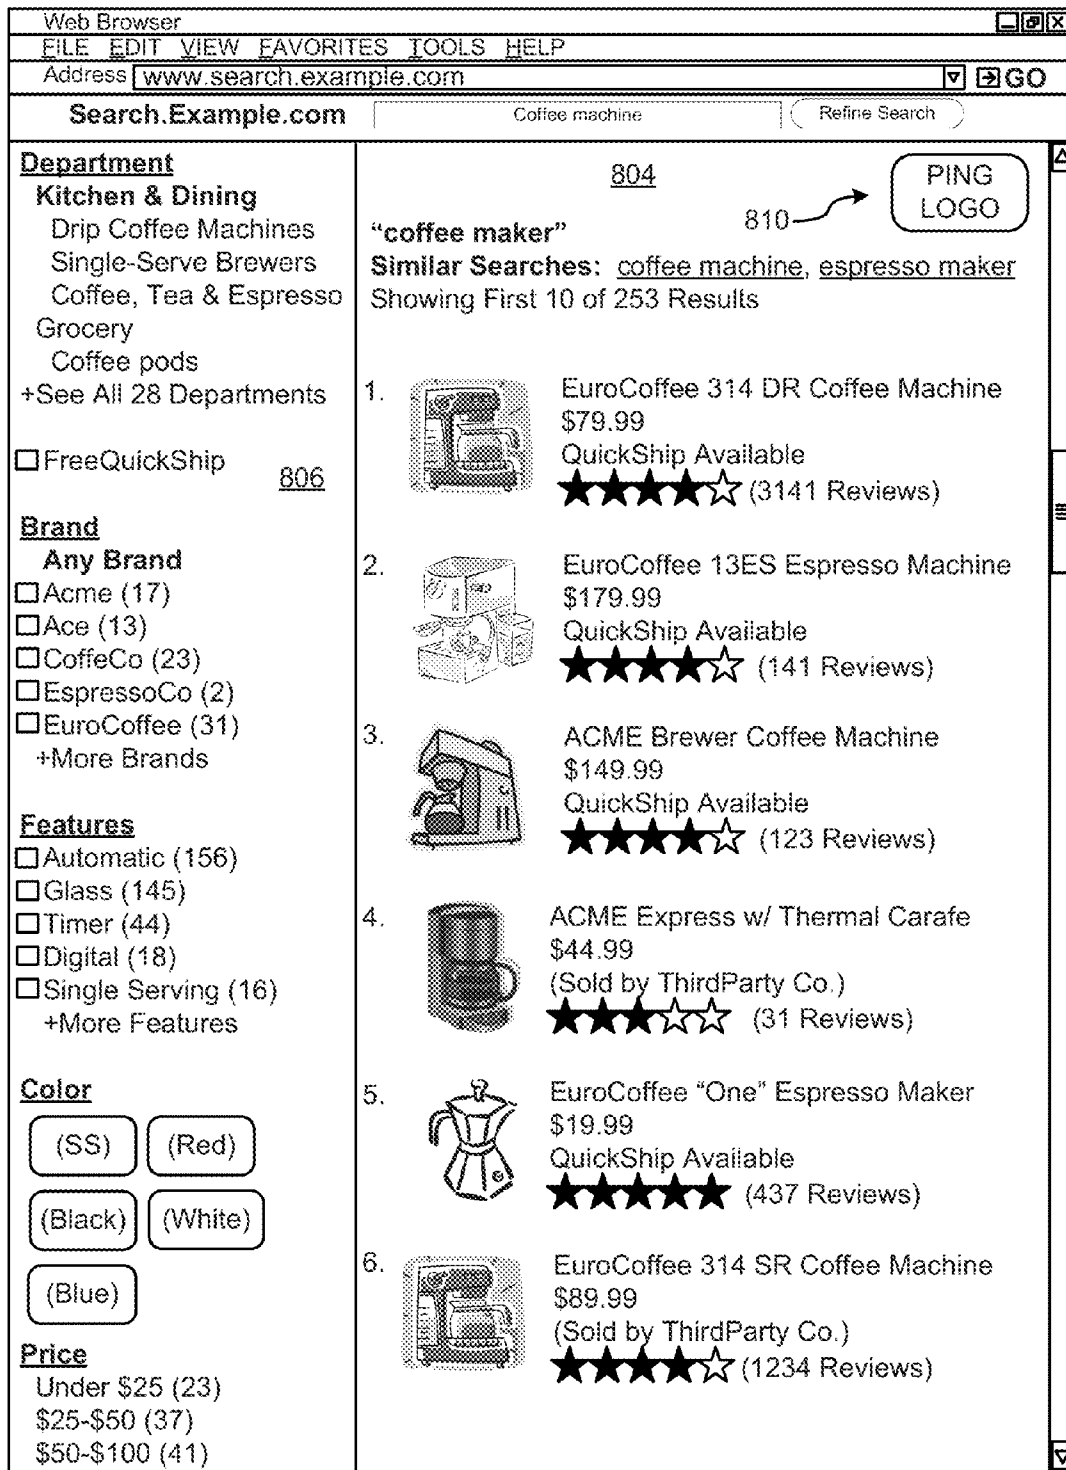 Web Browser
FILE EDIT VIEW FAVORITES TOOLS HELP
Address www.search.example.com GO
Search.Example.com Coffee machine Refine Search
Department
Kitchen & Dining
Drip Coffee Machines
Single-Serve Brewers
Coffee, Tea & Espresso
Grocery
Coffee pods
+See All 28 Departments
FreeQuickShip
806
Brand
Any Brand
Acme (17)
Ace (13)
CoffeCo (23)
EspressoCo (2)
EuroCoffee (31)
+More Brands
Features
Automatic (156)
Glass (145)
Timer (44)
Digital (18)
Single Serving (16)
+More Features
Color
(SS) (Red)
(Black) (White)
(Blue)
Price
Under $25 (23)
$25-$50 (37)
$50-$100 (41)
804
PING
LOGO
810
“coffee maker”
Similar Searches: coffee machine, espresso maker
Showing First 10 of 253 Results
1. EuroCoffee 314 DR Coffee Machine
$79.99
QuickShip Available
(3141 Reviews)
2. EuroCoffee 13ES Espresso Machine
$179.99
QuickShip Available
(141 Reviews)
3. ACME Brewer Coffee Machine
$149.99
QuickShip Available
(123 Reviews)
4. ACME Express w/ Thermal Carafe
$44.99
(Sold by ThirdParty Co.)
(31 Reviews)
5. EuroCoffee “One” Espresso Maker
$19.99
QuickShip Available
(437 Reviews)
6. EuroCoffee 314 SR Coffee Machine
$89.99
(Sold by ThirdParty Co.)
(1234 Reviews)